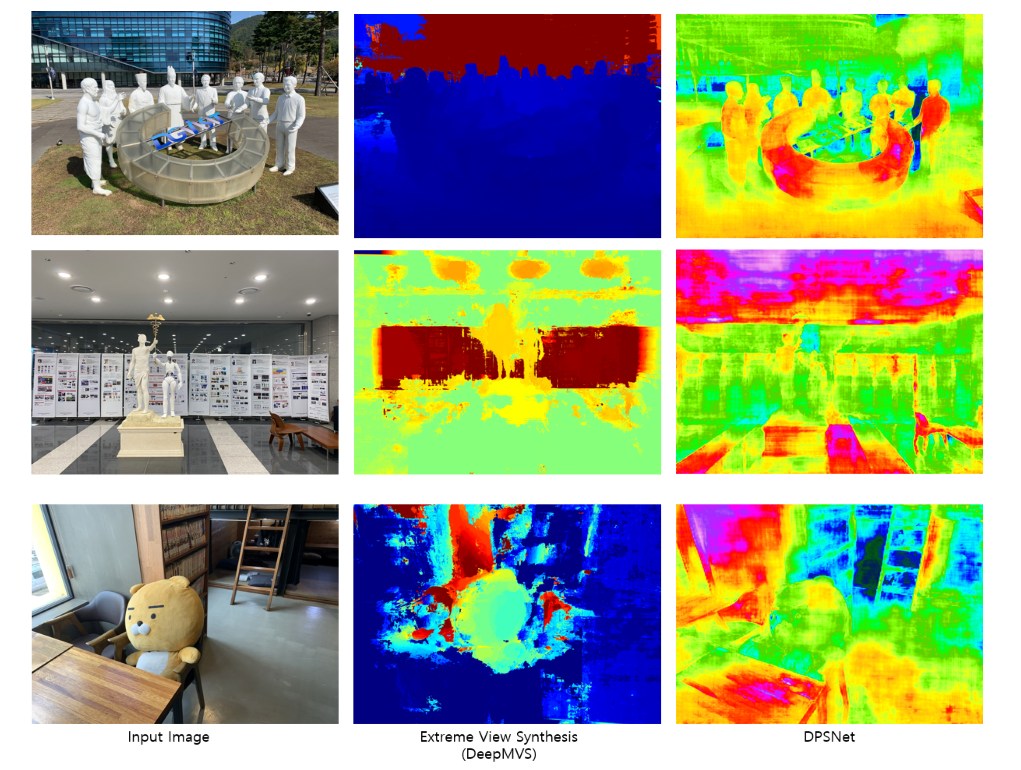 Input Image
Extreme View Synthesis
(DeepMVS)
DPSNet